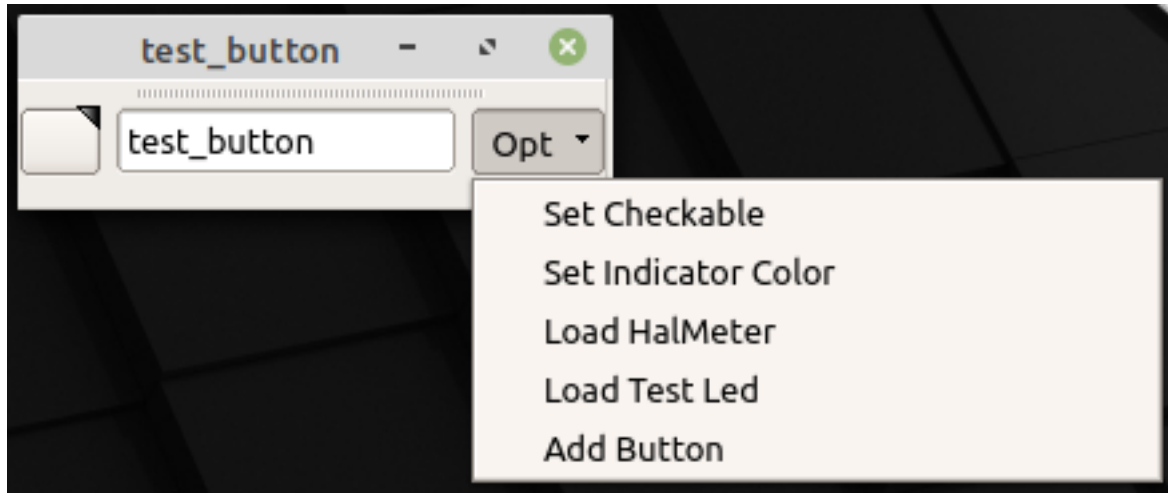 test_button
test_button
Opt
Set Checkable
Set Indicator Color
Load HalMeter
Load Test Led
Add Button